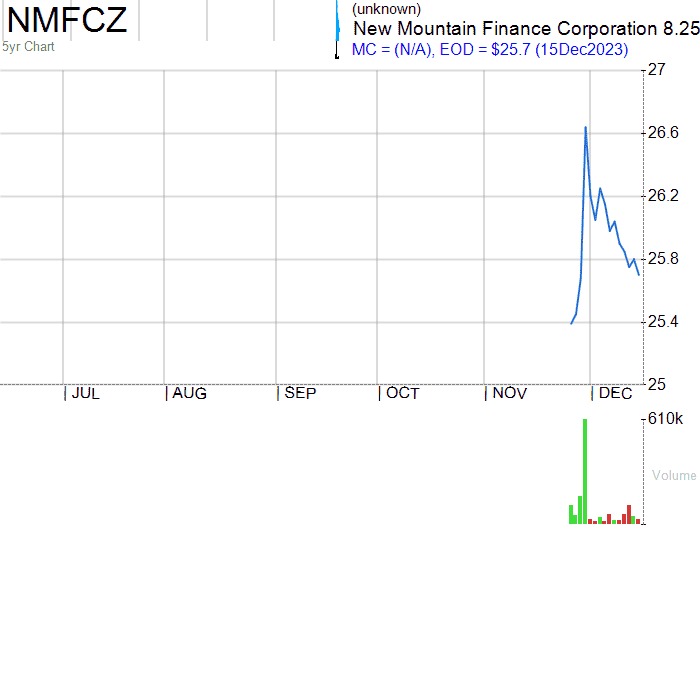 NMFCZ
5yr Chart
(unknown)
New Mountain Finance Corporation 8.25
MC = (N/A), EOD = $25.7 (15Dec2023)
27
26.6
26.2
25.8
25.4
25
JUL AUG SEP OCT NOV DEC
610k
Volume